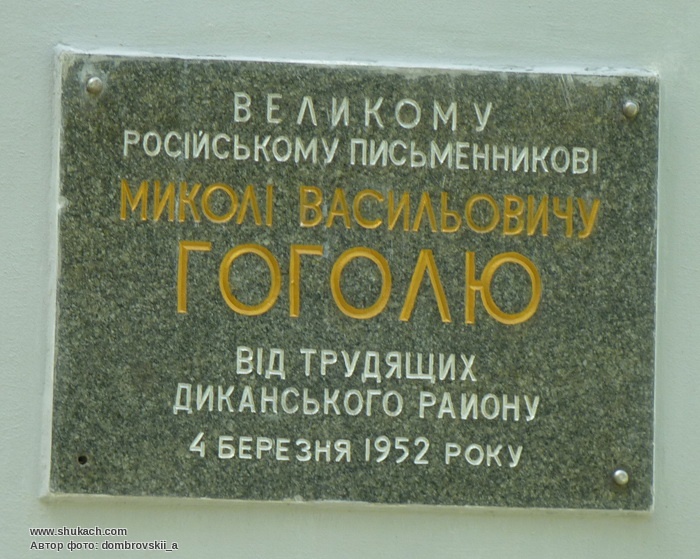 ВЕЛИКОМУ
РОСІЙСЬКОМУ ПИСЬМЕННИКОВІ
МИКОЛІ ВАСИЛЬОВИЧУ
ГОГОЛЮ
ВІД ТРУДЯЩИХ
ДИКАНСЬКОГО РАЙОНУ
4 БЕРЕЗНЯ 1952 РОКУ
www.shukach.com
Автор фото: dombrovskii_a